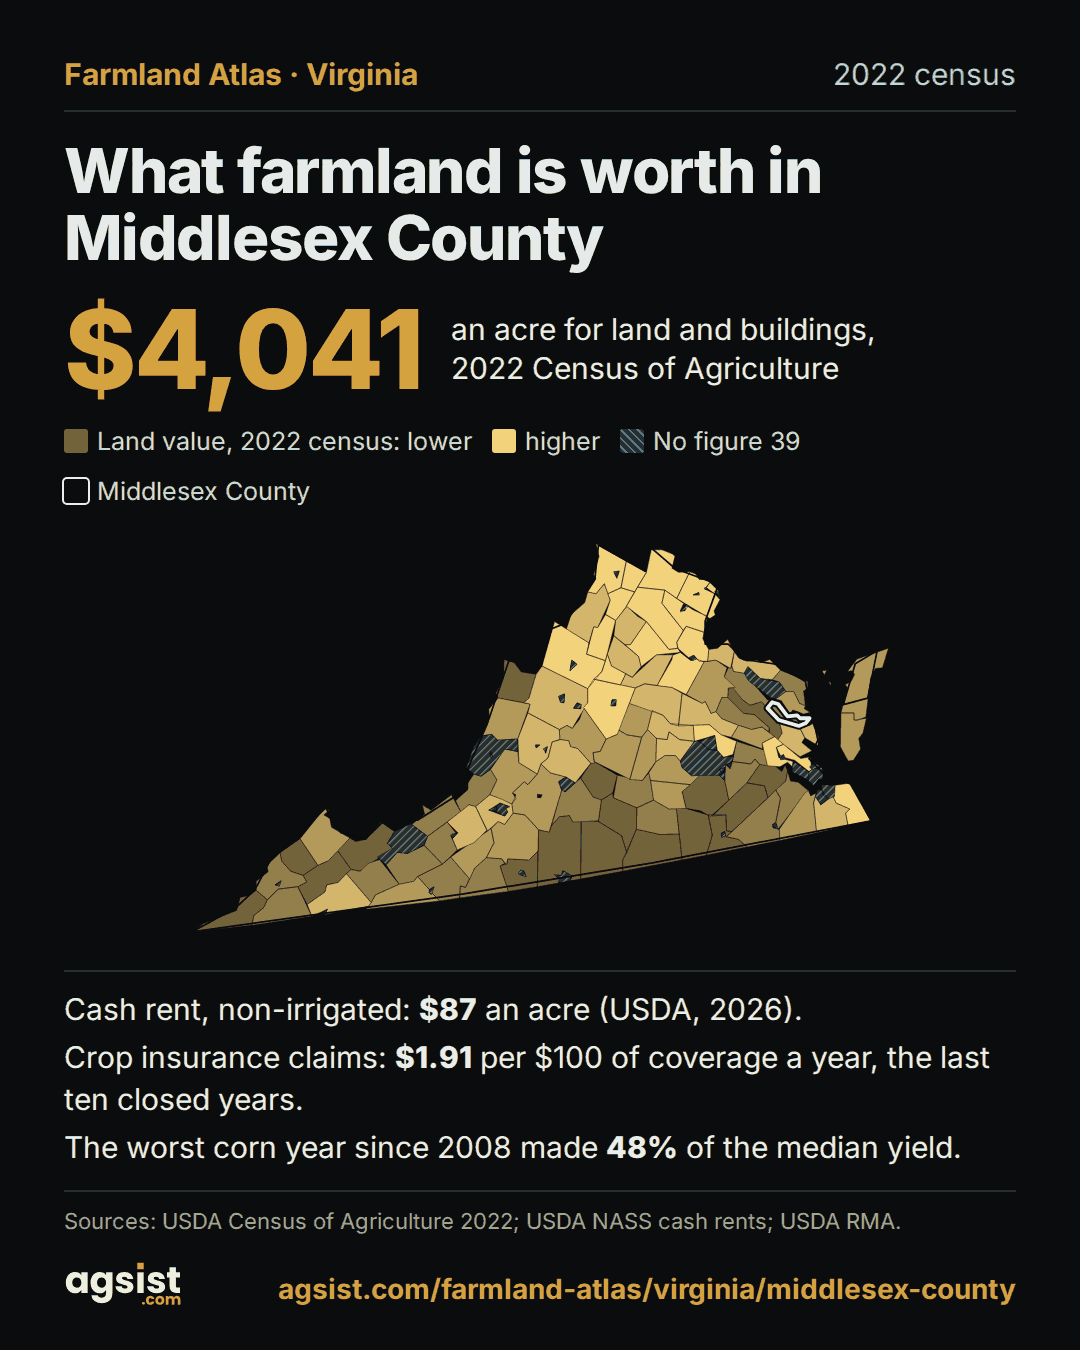 Farmland Atlas · Virginia
2022 census
What farmland is worth in
Middlesex County
$4,041
an acre for land and buildings,
2022 Census of Agriculture
Land value, 2022 census: lower
higher
No figure 39
Middlesex County
Cash rent, non-irrigated: $87 an acre (USDA, 2026).
Crop insurance claims: $1.91 per $100 of coverage a year, the last
ten closed years.
The worst corn year since 2008 made 48% of the median yield.
Sources: USDA Census of Agriculture 2022; USDA NASS cash rents; USDA RMA.
agsist
.com
agsist.com/farmland-atlas/virginia/middlesex-county